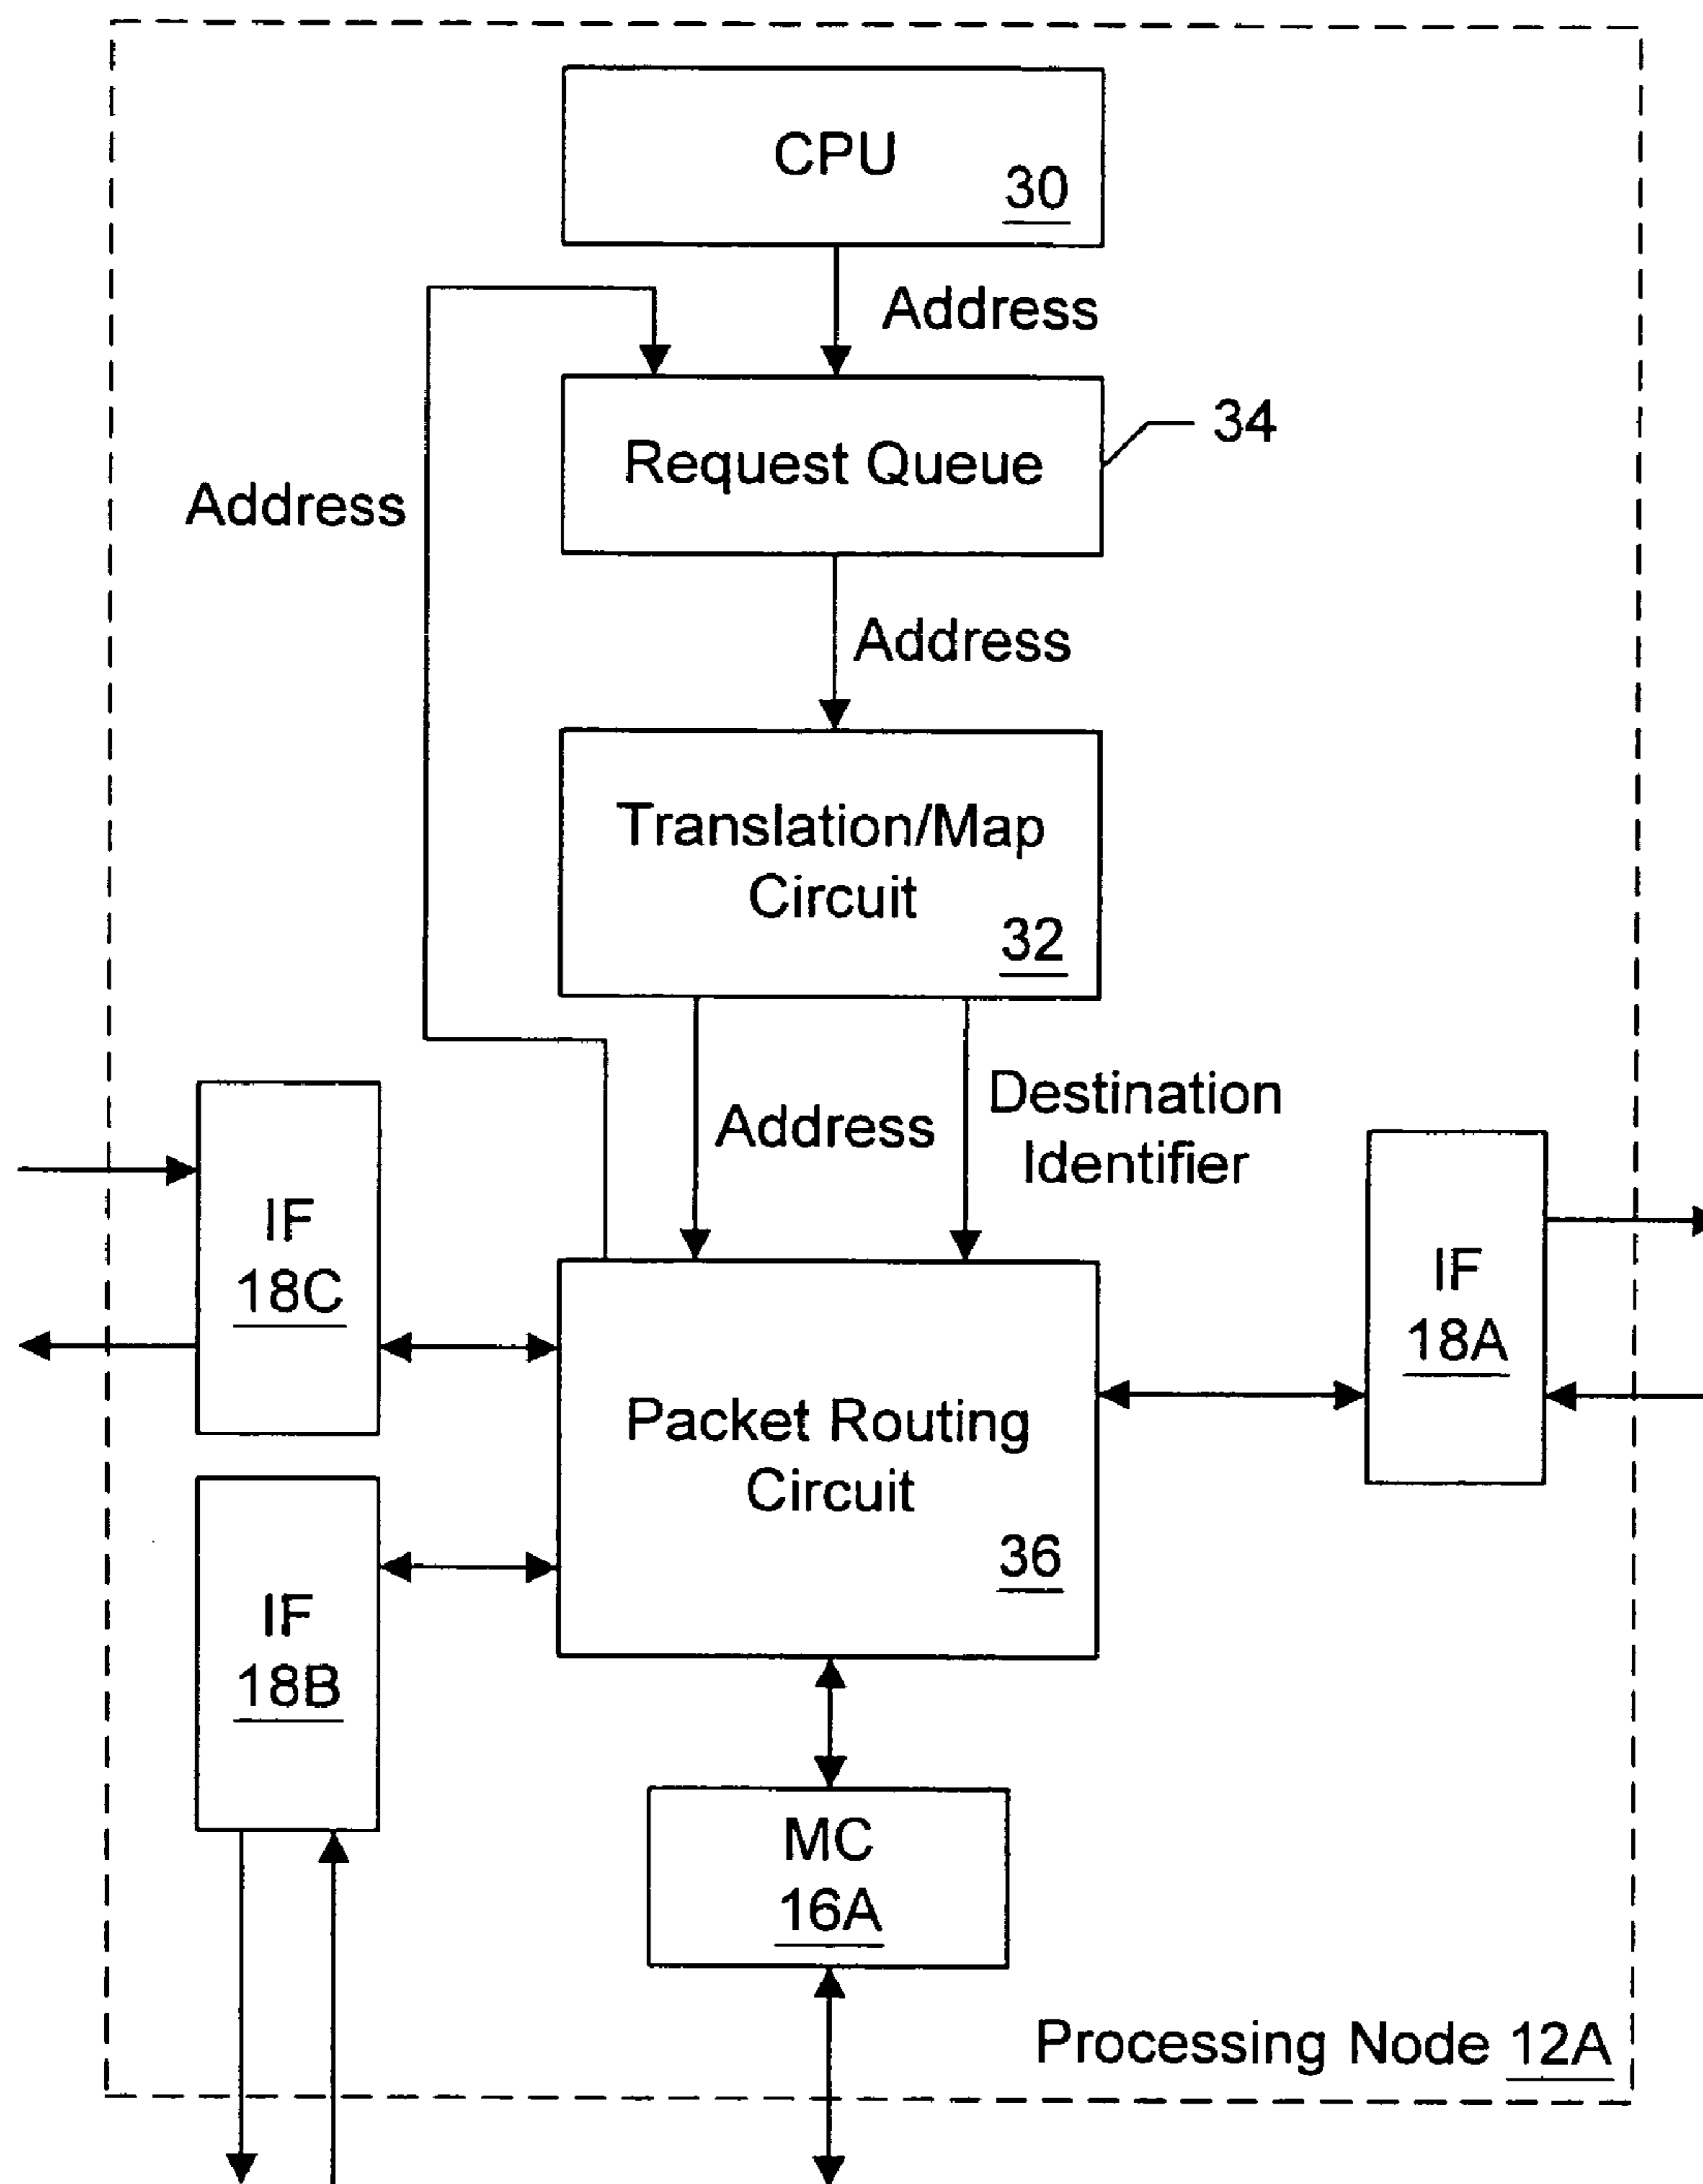 CPU
30
Address
Request Queue
34
Address
Address
Translation/Map
Circuit
32
Address
Destination
Identifier
IF
18C
IF
18A
Packet Routing
Circuit
36
IF
18B
MC
16A
Processing Node 12A